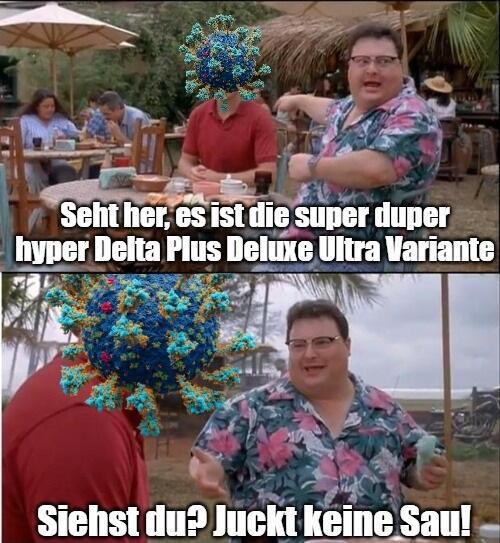 Seht her, es ist die super duper
hyper Delta Plus Deluxe Ultra Variante
Siehst du? Juckt keine Sau!